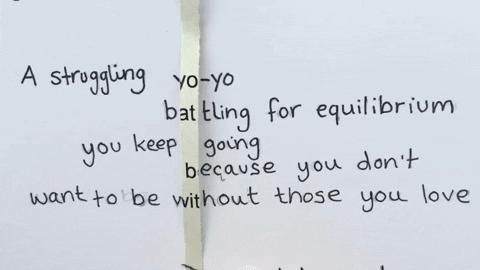 A struggling yo-yo
battling for equilibrium
you keep going
because you don't
want to be without those you love